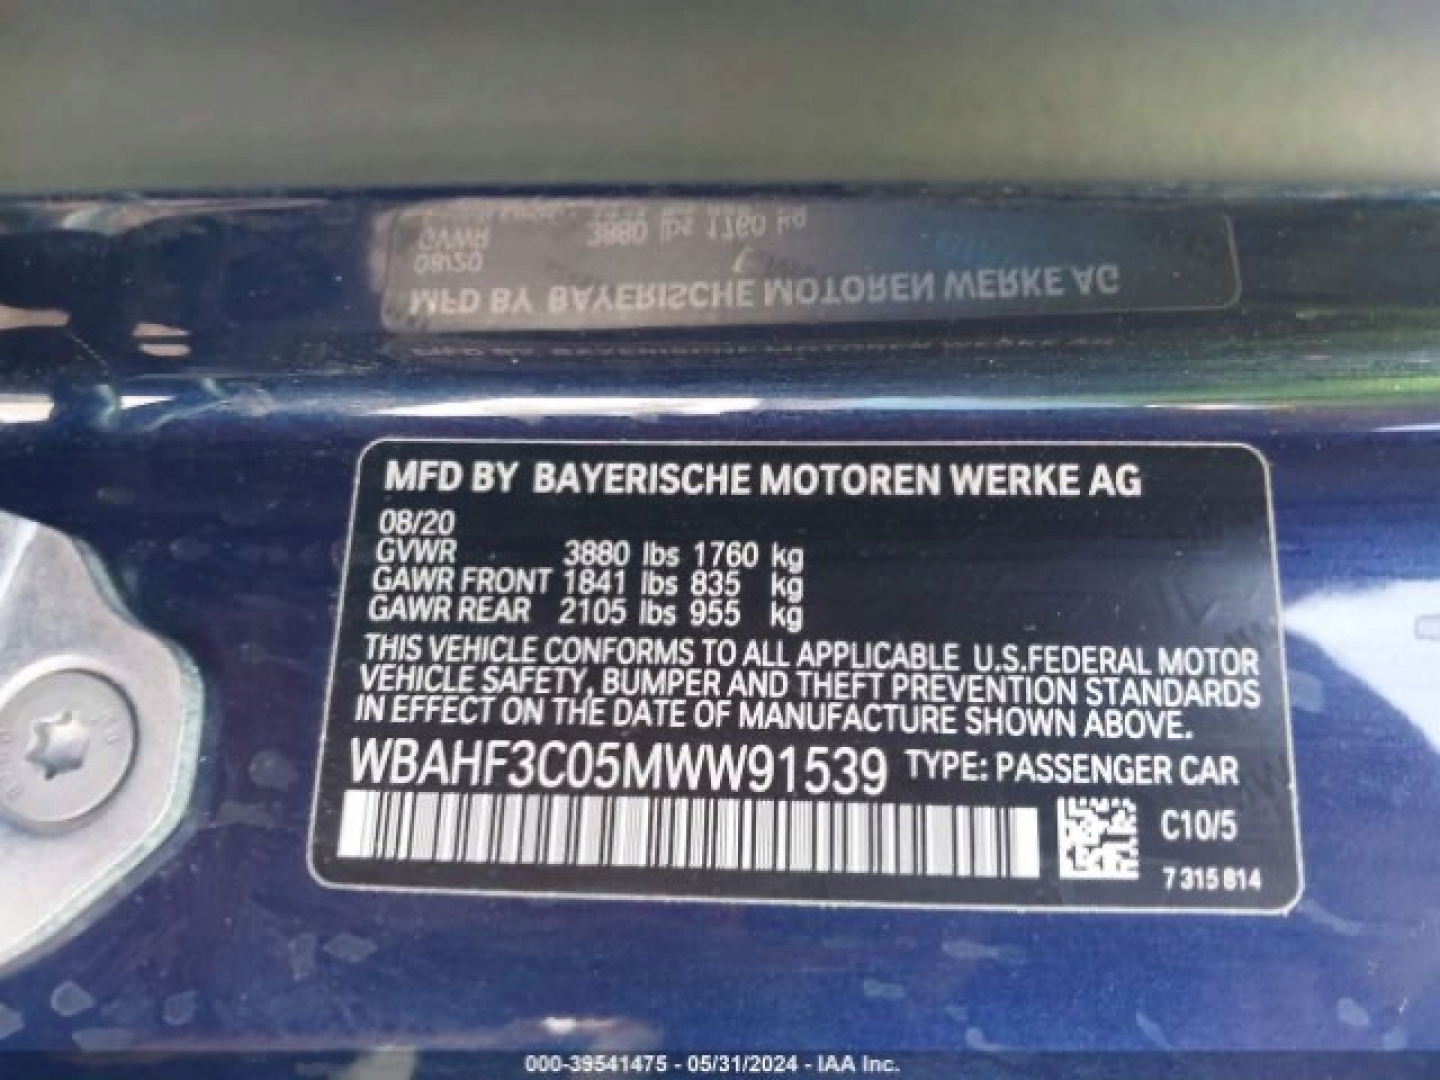 MFD BY BAYERISCHE MOTOREN WERKE AG
08/20
GVWR 3880 lbs 1760 kg
GAWR FRONT 1841 lbs 835 kg
GAWR REAR 2105 lbs 955 kg
THIS VEHICLE CONFORMS TO ALL APPLICABLE U.S.FEDERAL MOTOR
VEHICLE SAFETY, BUMPER AND THEFT PREVENTION STANDARDS
IN EFFECT ON THE DATE OF MANUFACTURE SHOWN ABOVE.
WBAHF3C05MWW91539 TYPE: PASSENGER CAR
C10/5
7 315 814
000-39541475 - 05/31/2024 - IAA Inc.